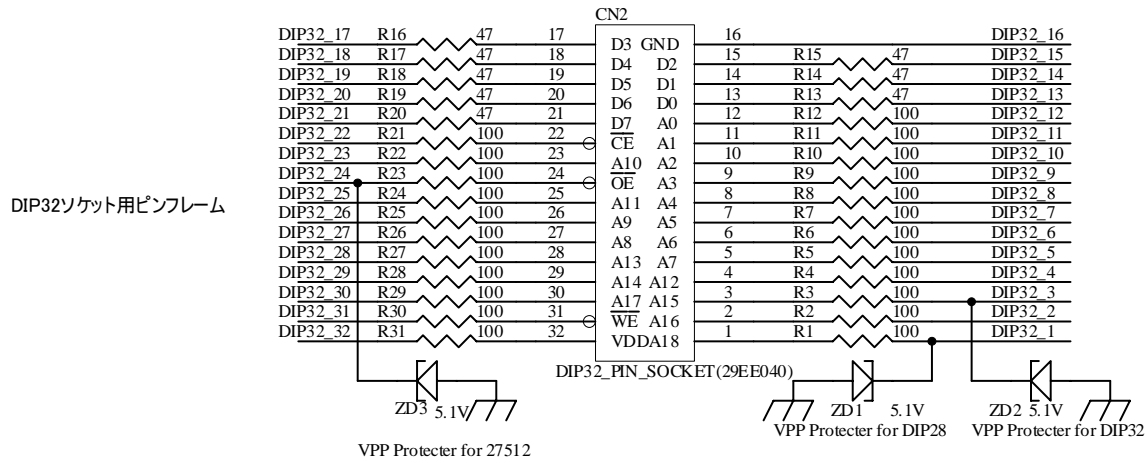 CN2
DIP32_17 R16 47 17 D3 GND 16 DIP32_16
DIP32_18 R17 47 18 D4 D2 15 R15 47 DIP32_15
DIP32_19 R18 47 19 D5 D1 14 R14 47 DIP32_14
DIP32_20 R19 47 20 D6 D0 13 R13 47 DIP32_13
DIP32_21 R20 47 21 D7 A0 12 R12 100 DIP32_12
DIP32_22 R21 100 22 CE A1 11 R11 100 DIP32_11
DIP32_23 R22 100 23 A10 A2 10 R10 100 DIP32_10
DIP32_24 R23 100 24 OE A3 9 R9 100 DIP32_9
DIP32_25 R24 100 25 A11 A4 8 R8 100 DIP32_8
DIP32ソケット用ピンフレーム
DIP32_26 R25 100 26 A9 A5 7 R7 100 DIP32_7
DIP32_27 R26 100 27 A8 A6 6 R6 100 DIP32_6
DIP32_28 R27 100 28 A13 A7 5 R5 100 DIP32_5
DIP32_29 R28 100 29 A14 A12 4 R4 100 DIP32_4
DIP32_30 R29 100 30 A17 A15 3 R3 100 DIP32_3
DIP32_31 R30 100 31 WE A16 2 R2 100 DIP32_2
DIP32_32 R31 100 32 VDD A18 1 R1 100 DIP32_1
DIP32_PIN_SOCKET(29EE040)
ZD3 5.1V
ZD1 5.1V
ZD2 5.1V
VPP Protecter for DIP28
VPP Protecter for DIP32
VPP Protecter for 27512